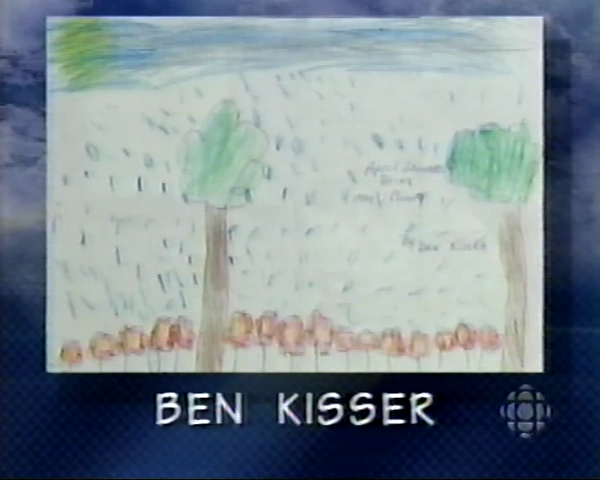 April Showers
Bring
May Flowers
By Ben Kisser
BEN KISSER